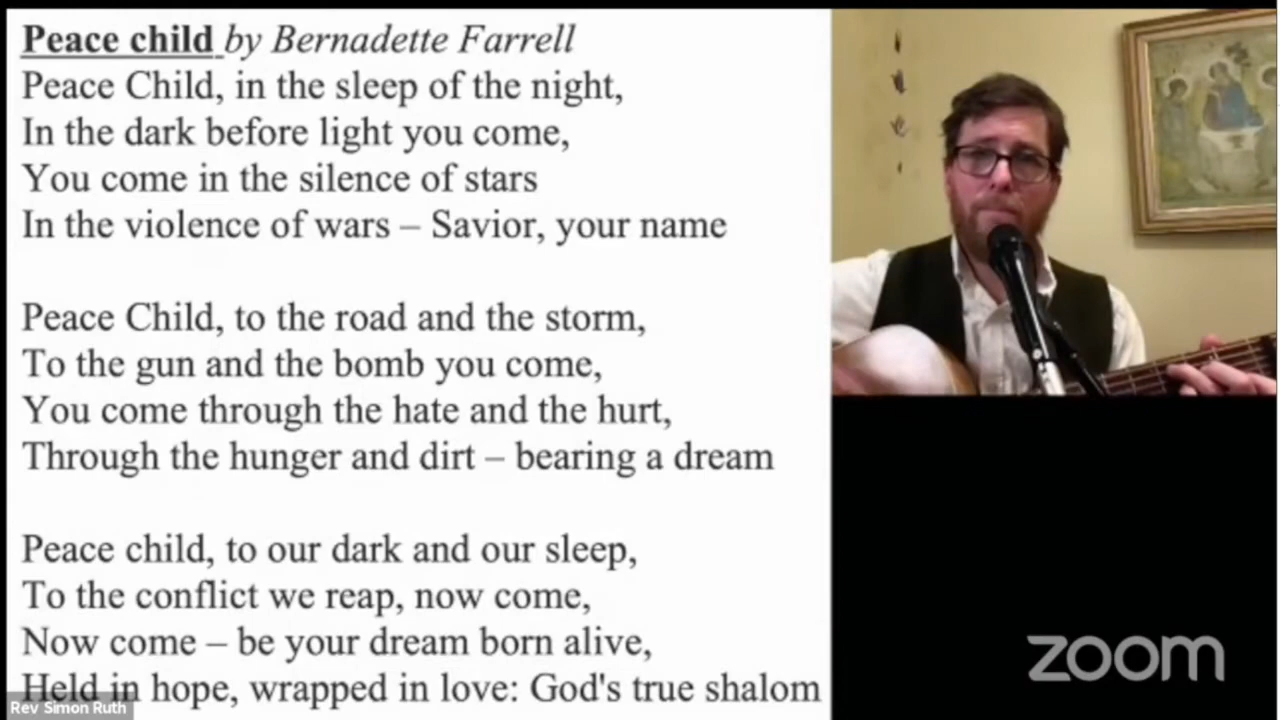 Peace child by Bernadette Farrell
Peace Child, in the sleep of the night,
In the dark before light you come,
You come in the silence of stars
In the violence of wars – Savior, your name
Peace Child, to the road and the storm,
To the gun and the bomb you come,
You come through the hate and the hurt,
Through the hunger and dirt – bearing a dream
Peace child, to our dark and our sleep,
To the conflict we reap, now come,
Now come – be your dream born alive,
Held in hope, wrapped in love: God's true shalom
Rev Simon Ruth
zoom